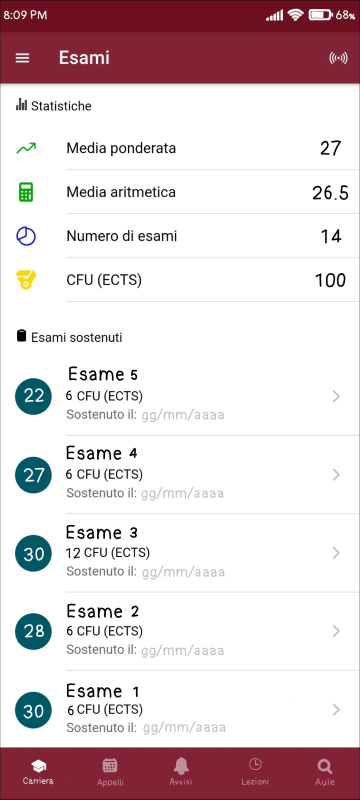 8:09 PM 68%
Esami
Statistiche
Media ponderata 27
Media aritmetica 26.5
Numero di esami 14
CFU (ECTS) 100
Esami sostenuti
Esame 5
22 6 CFU (ECTS)
Sostenuto il: gg/mm/aaaa
Esame 4
27 6 CFU (ECTS)
Sostenuto il: gg/mm/aaaa
Esame 3
30 12 CFU (ECTS)
Sostenuto il: gg/mm/aaaa
Esame 2
28 6 CFU (ECTS)
Sostenuto il: gg/mm/aaaa
Esame 1
30 6 CFU (ECTS)
Sostenuto il: gg/mm/aaaa
Carriera Appelli Avvisi Lezioni Aule